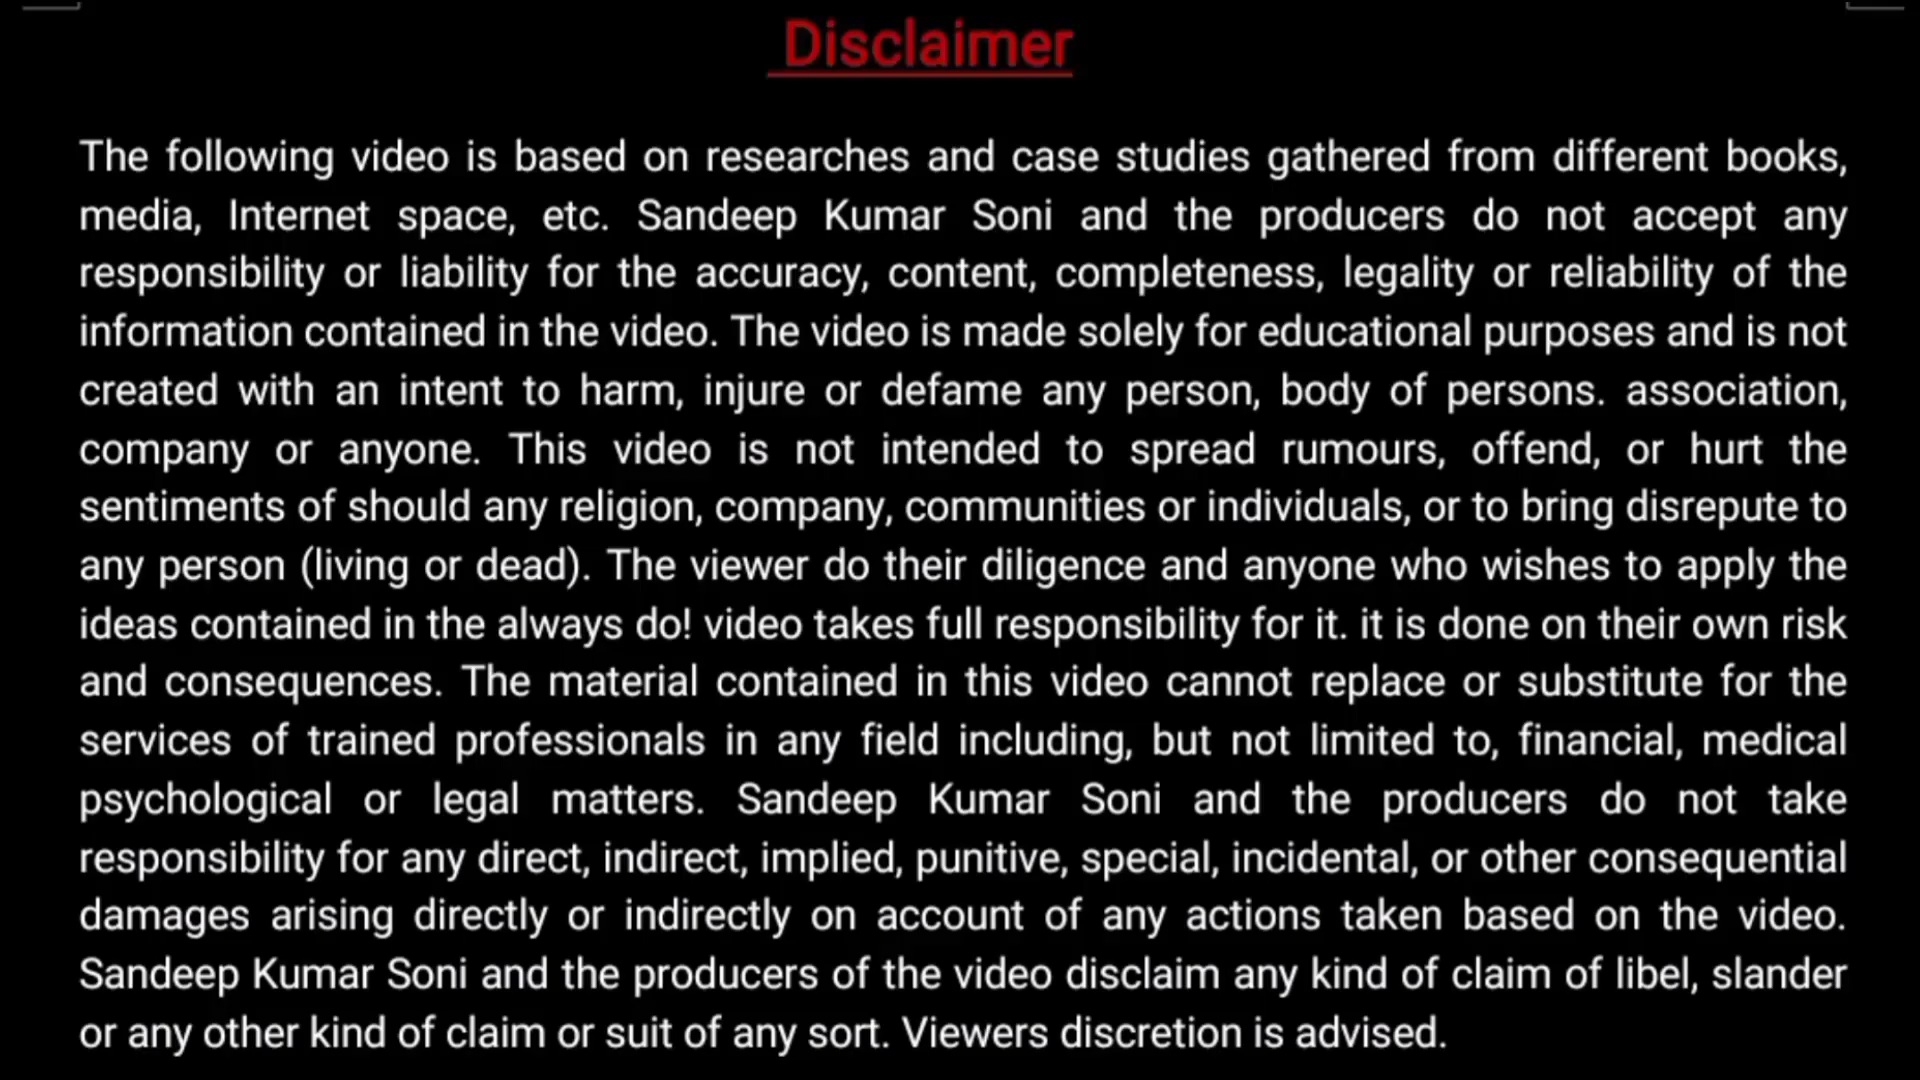 Disclaimer
The following video is based on researches and case studies gathered from different books,
media, Internet space, etc. Sandeep Kumar Soni and the producers do not accept any
responsibility or liability for the accuracy, content, completeness, legality or reliability of the
information contained in the video. The video is made solely for educational purposes and is not
created with an intent to harm, injure or defame any person, body of persons. association,
company or anyone. This video is not intended to spread rumours, offend, or hurt the
sentiments of should any religion, company, communities or individuals, or to bring disrepute to
any person (living or dead). The viewer do their diligence and anyone who wishes to apply the
ideas contained in the always do! video takes full responsibility for it. it is done on their own risk
and consequences. The material contained in this video cannot replace or substitute for the
services of trained professionals in any field including, but not limited to, financial, medical
psychological or legal matters. Sandeep Kumar Soni and the producers do not take
responsibility for any direct, indirect, implied, punitive, special, incidental, or other consequential
damages arising directly or indirectly on account of any actions taken based on the video.
Sandeep Kumar Soni and the producers of the video disclaim any kind of claim of libel, slander
or any other kind of claim or suit of any sort. Viewers discretion is advised.